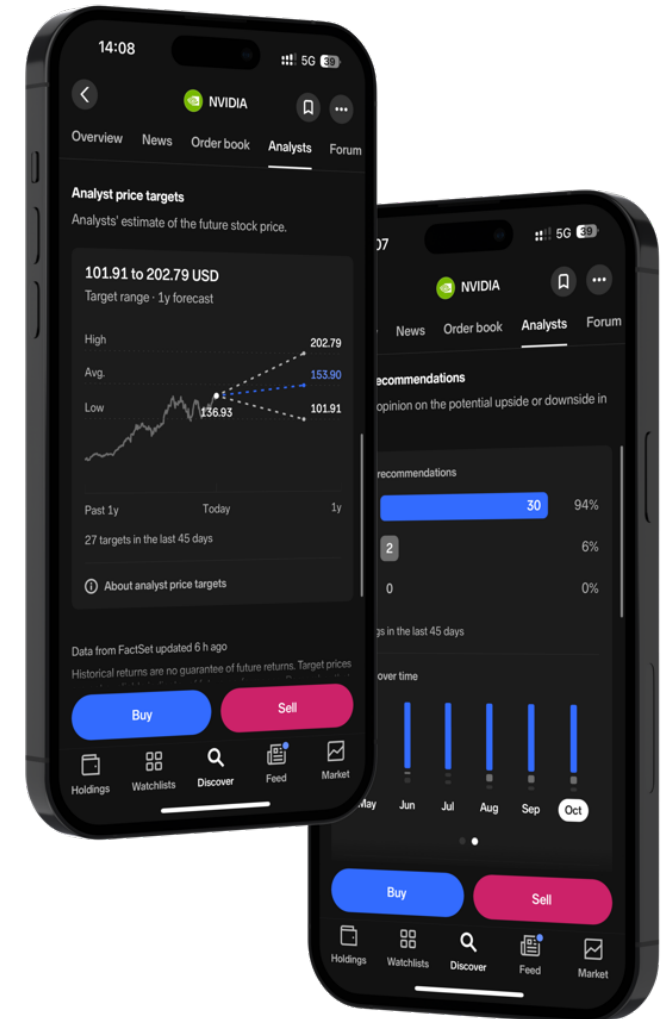 14:08
5G 39
NVIDIA
Overview News Order book Analysts Forum
Analyst price targets
Analysts' estimate of the future stock price.
101.91 to 202.79 USD
Target range · 1y forecast
High
202.79
Avg.
153.90
Low
136.93
101.91
Past 1y Today 1y
27 targets in the last 45 days
About analyst price targets
Data from FactSet updated 6 h ago
Historical returns are no guarantee of future returns. Target prices
Buy Sell
Holdings Watchlists Discover Feed Market
07
5G 39
NVIDIA
News Order book Analysts Forum
ecommendations
opinion on the potential upside or downside in
recommendations
30 94%
2 6%
0 0%
gs in the last 45 days
over time
May Jun Jul Aug Sep Oct
Buy Sell
Holdings Watchlists Discover Feed Market